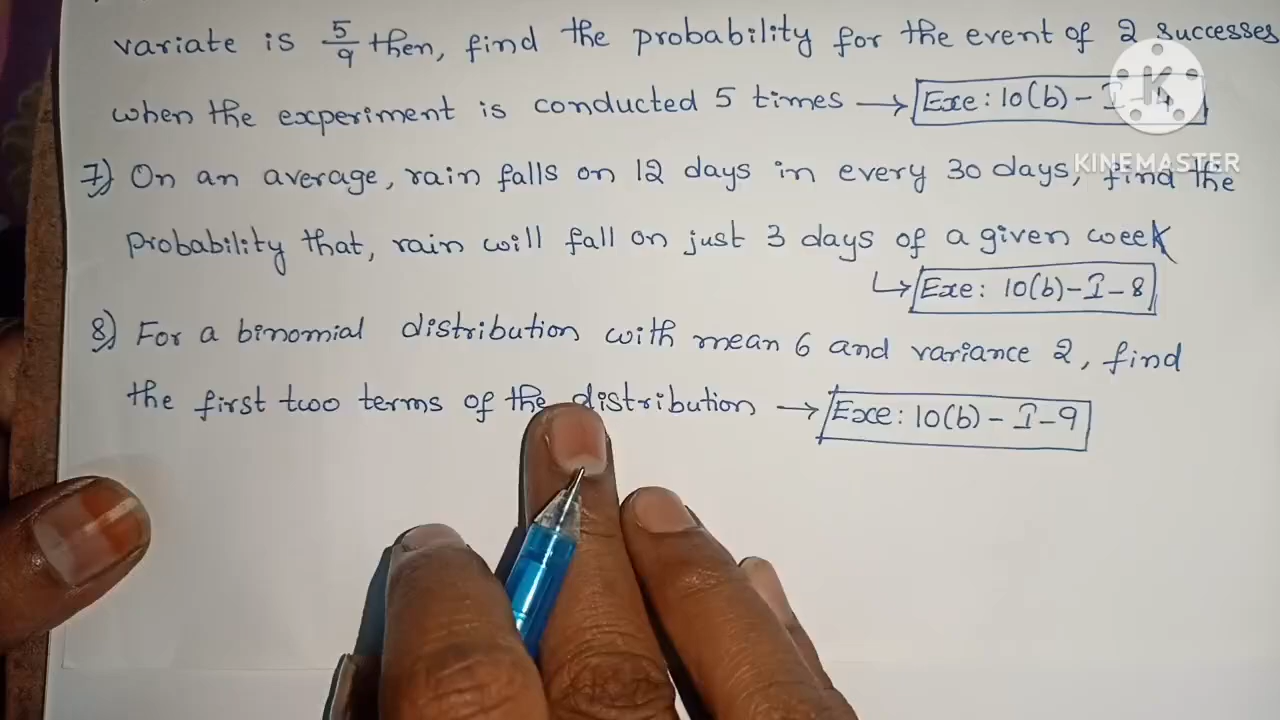 variate is 5/9 then, find the probability for the event of 2 successes
when the experiment is conducted 5 times → Exe: 10(b) - I - 4
K
KINEMASTER
7) On an average, rain falls on 12 days in every 30 days, find the
probability that, rain will fall on just 3 days of a given week
↳ Exe: 10(b) - I - 8
8) For a binomial distribution with mean 6 and variance 2, find
the first two terms of the distribution → Exe: 10(b) - I - 9